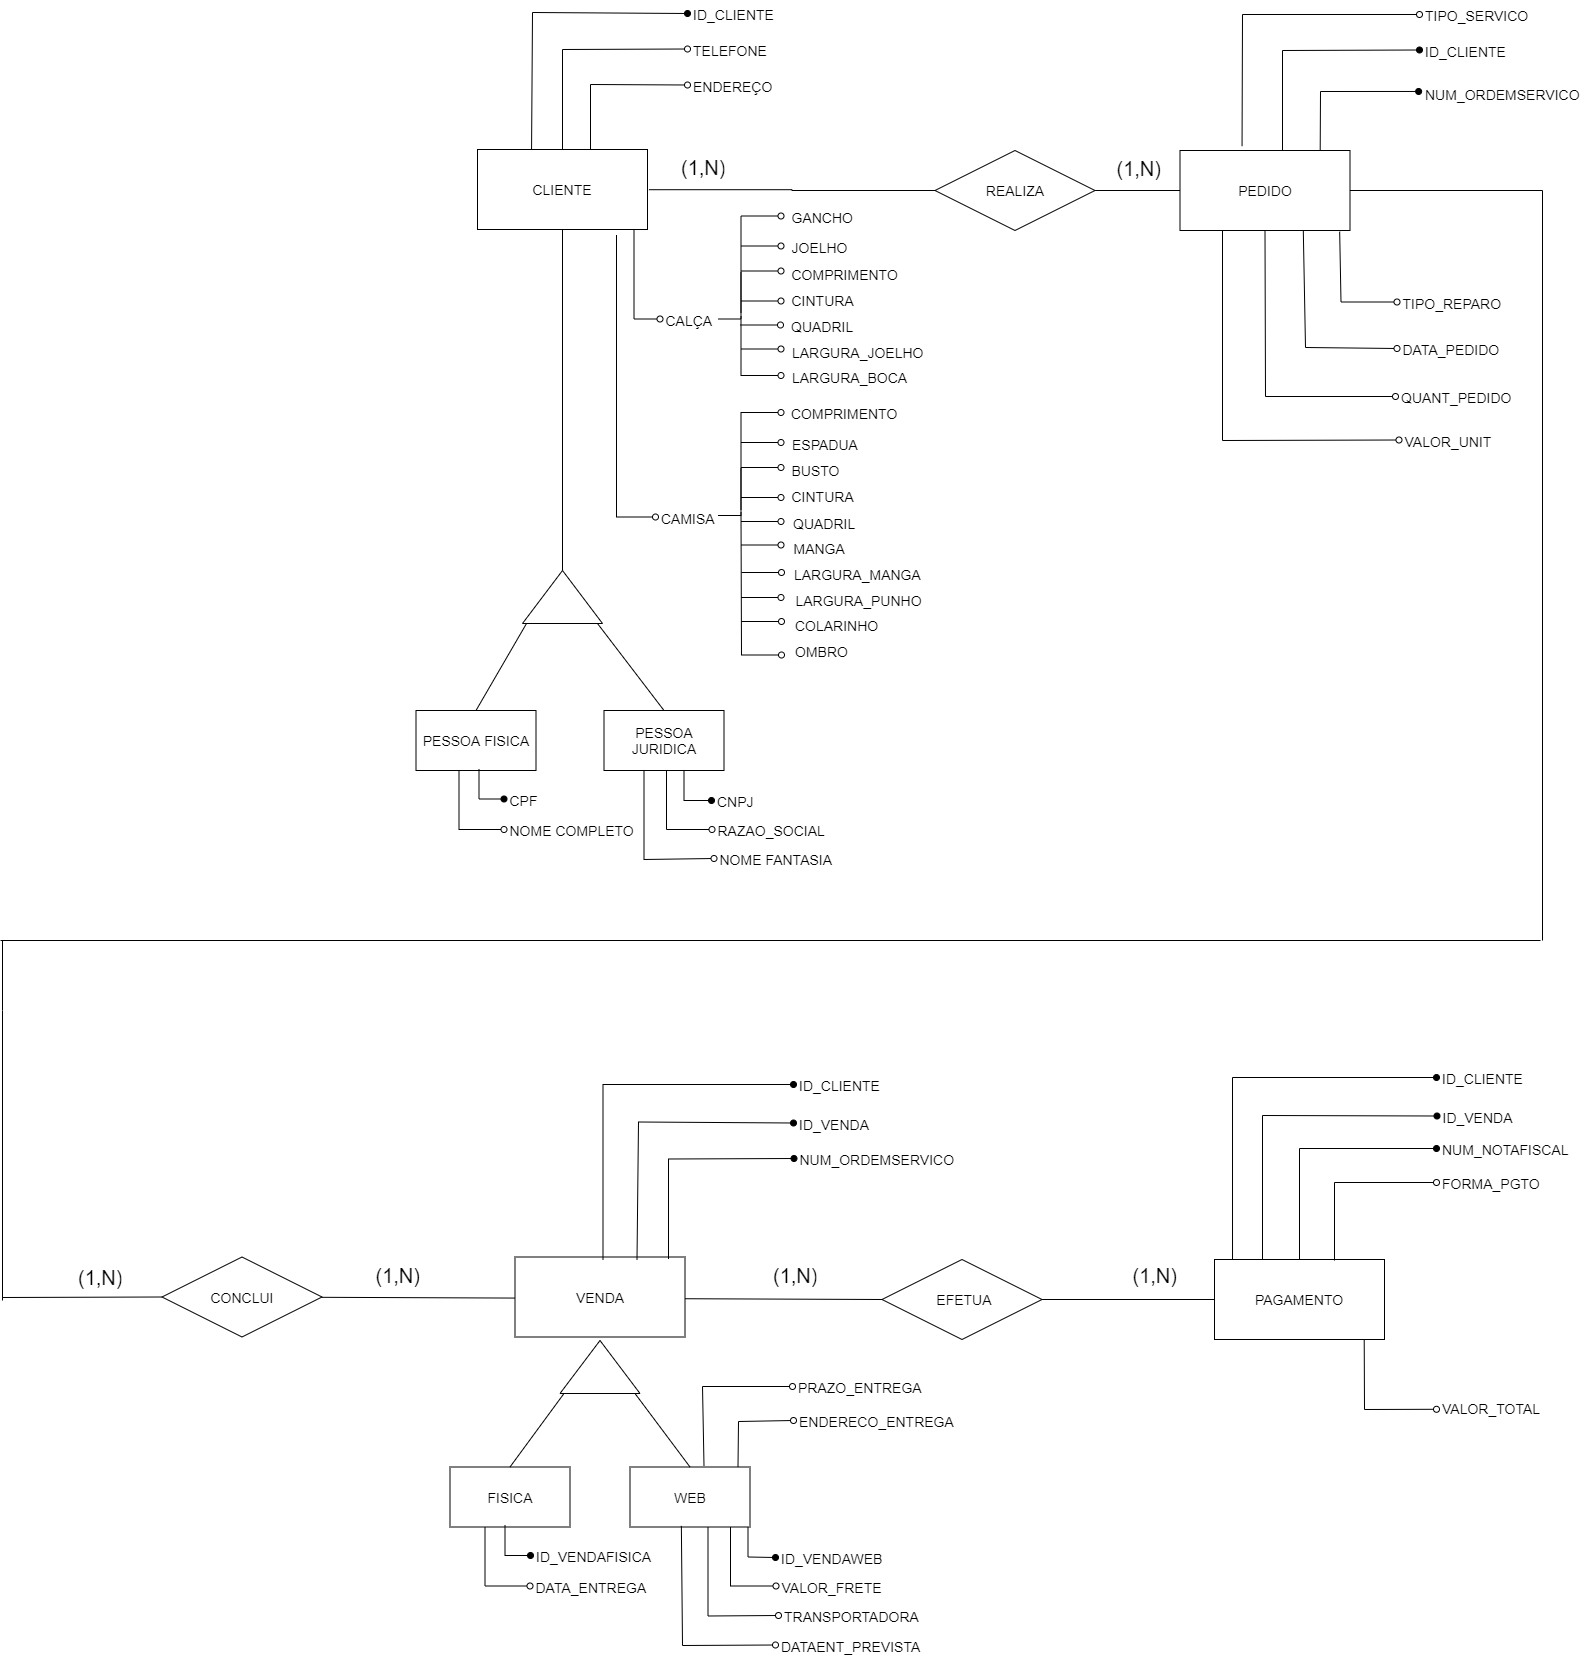 ID_CLIENTE
TELEFONE
ENDEREÇO
CLIENTE
(1,N)
REALIZA
(1,N)
TIPO_SERVICO
ID_CLIENTE
NUM_ORDEMSERVICO
PEDIDO
TIPO_REPARO
DATA_PEDIDO
QUANT_PEDIDO
VALOR_UNIT
CALÇA
GANCHO
JOELHO
COMPRIMENTO
CINTURA
QUADRIL
LARGURA_JOELHO
LARGURA_BOCA
CAMISA
COMPRIMENTO
ESPADUA
BUSTO
CINTURA
QUADRIL
MANGA
LARGURA_MANGA
LARGURA_PUNHO
COLARINHO
OMBRO
PESSOA FISICA
CPF
NOME COMPLETO
PESSOA
JURIDICA
CNPJ
RAZAO_SOCIAL
NOME FANTASIA
(1,N)
CONCLUI
(1,N)
ID_CLIENTE
ID_VENDA
NUM_ORDEMSERVICO
VENDA
(1,N)
EFETUA
(1,N)
ID_CLIENTE
ID_VENDA
NUM_NOTAFISCAL
FORMA_PGTO
PAGAMENTO
VALOR_TOTAL
PRAZO_ENTREGA
ENDERECO_ENTREGA
FISICA
ID_VENDAFISICA
DATA_ENTREGA
WEB
ID_VENDAWEB
VALOR_FRETE
TRANSPORTADORA
DATAENT_PREVISTA